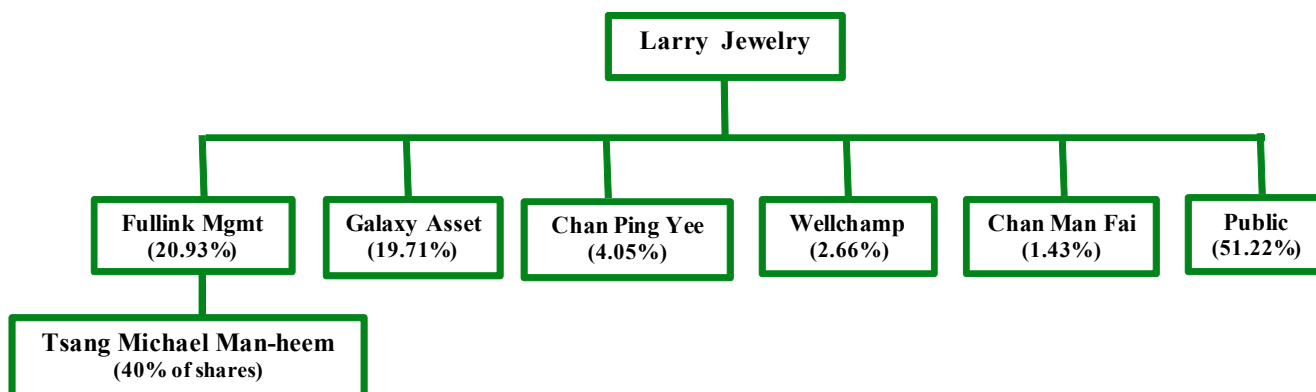 Larry Jewelry
Fullink Mgmt
(20.93%)
Galaxy Asset
(19.71%)
Chan Ping Yee
(4.05%)
Wellchamp
(2.66%)
Chan Man Fai
(1.43%)
Public
(51.22%)
Tsang Michael Man-heem
(40% of shares)